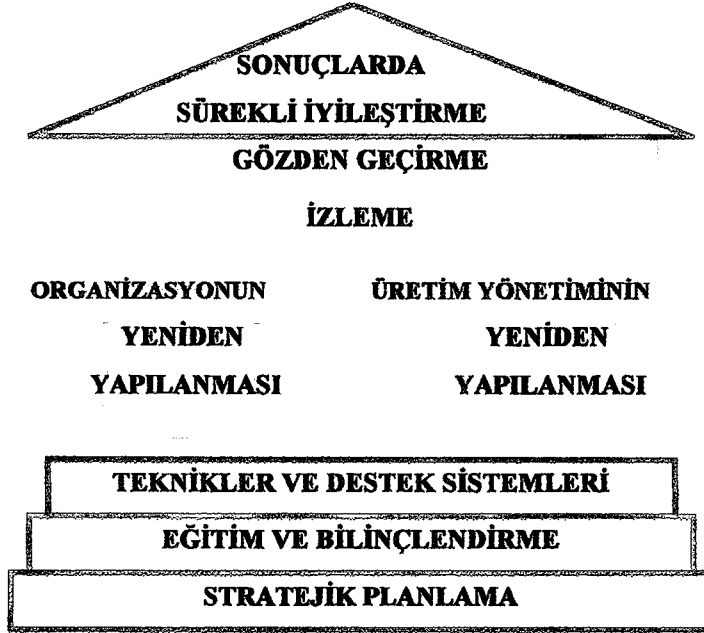 SONUÇLARDA
SÜREKLİ İYİLEŞTİRME
GÖZDEN GEÇİRME
İZLEME
ORGANİZASYONUN
YENİDEN
YAPILANMASI
ÜRETİM YÖNETİMİNİN
YENİDEN
YAPILANMASI
TEKNİKLER VE DESTEK SİSTEMLERİ
EĞİTİM VE BİLİNÇLENDİRME
STRATEJİK PLANLAMA